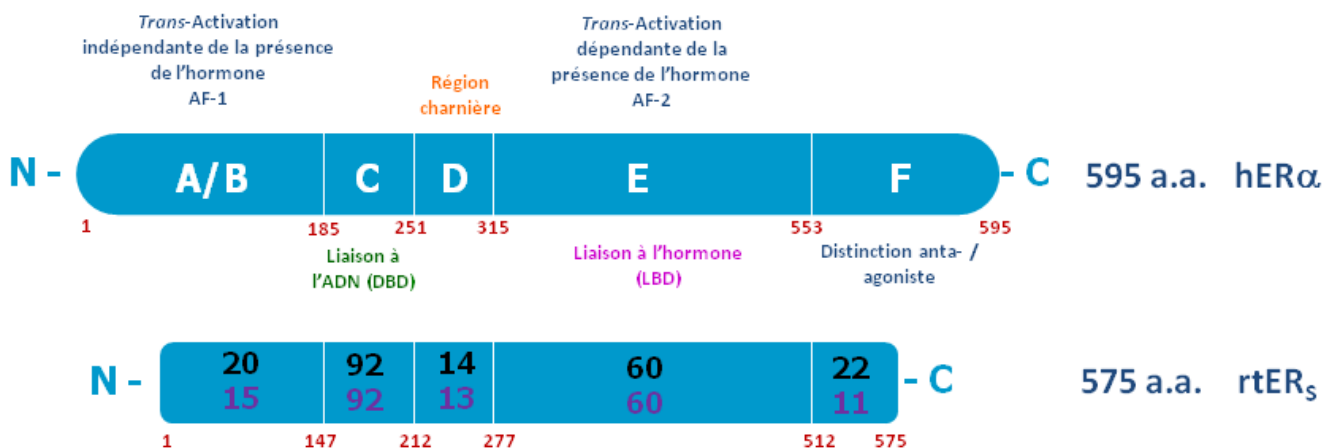 Trans-Activation
indépendante de la présence
de l'hormone
AF-1
Région
charnière
Trans-Activation
dépendante de la
présence de l'hormone
AF-2
N - A/B C D E F - C 595 a.a. hERα
1 185 251 315 553 595
Liaison à
l'ADN (DBD)
Liaison à l'hormone
(LBD)
Distinction anta- /
agoniste
N - 20 92 14 60 22 - C 575 a.a. rtERs
15 92 13 60 11
1 147 212 277 512 575